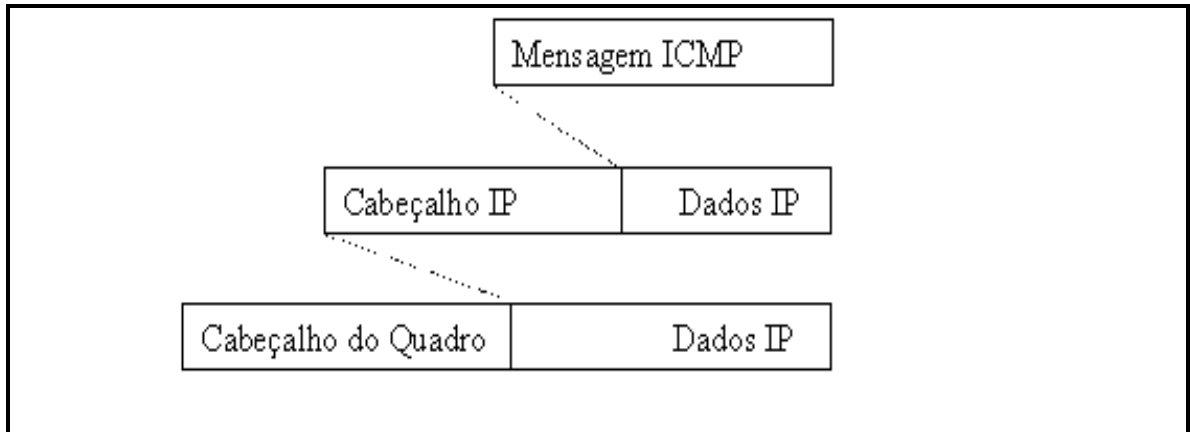 Mensagem ICMP
Cabeçalho IP
Dados IP
Cabeçalho do Quadro
Dados IP